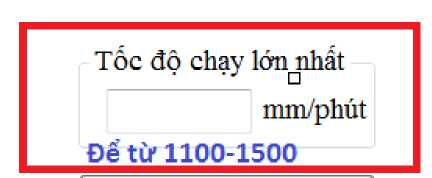 Tốc độ chạy lớn nhất
mm/phút
Để từ 1100-1500